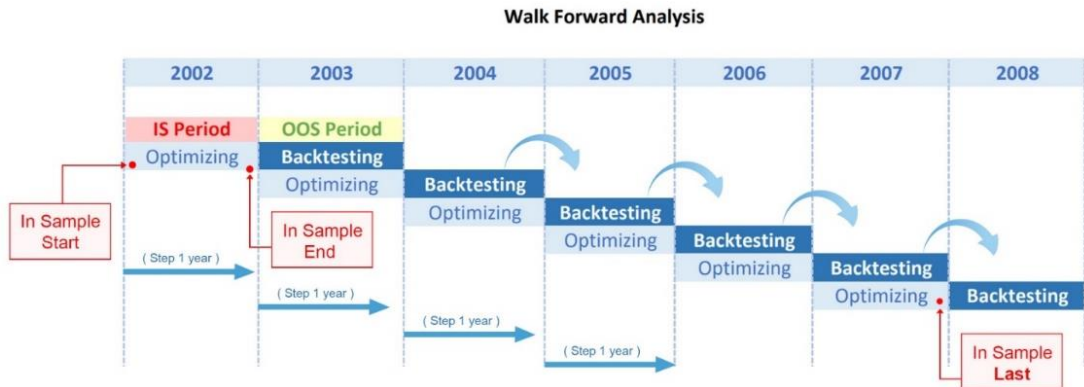 Walk Forward Analysis
2002 2003 2004 2005 2006 2007 2008
IS Period OOS Period
Optimizing Backtesting
Optimizing Backtesting
Optimizing Backtesting
Optimizing Backtesting
Optimizing Backtesting
Optimizing Backtesting
In Sample
Start
In Sample
End
( Step 1 year )
( Step 1 year )
( Step 1 year )
( Step 1 year )
In Sample
Last